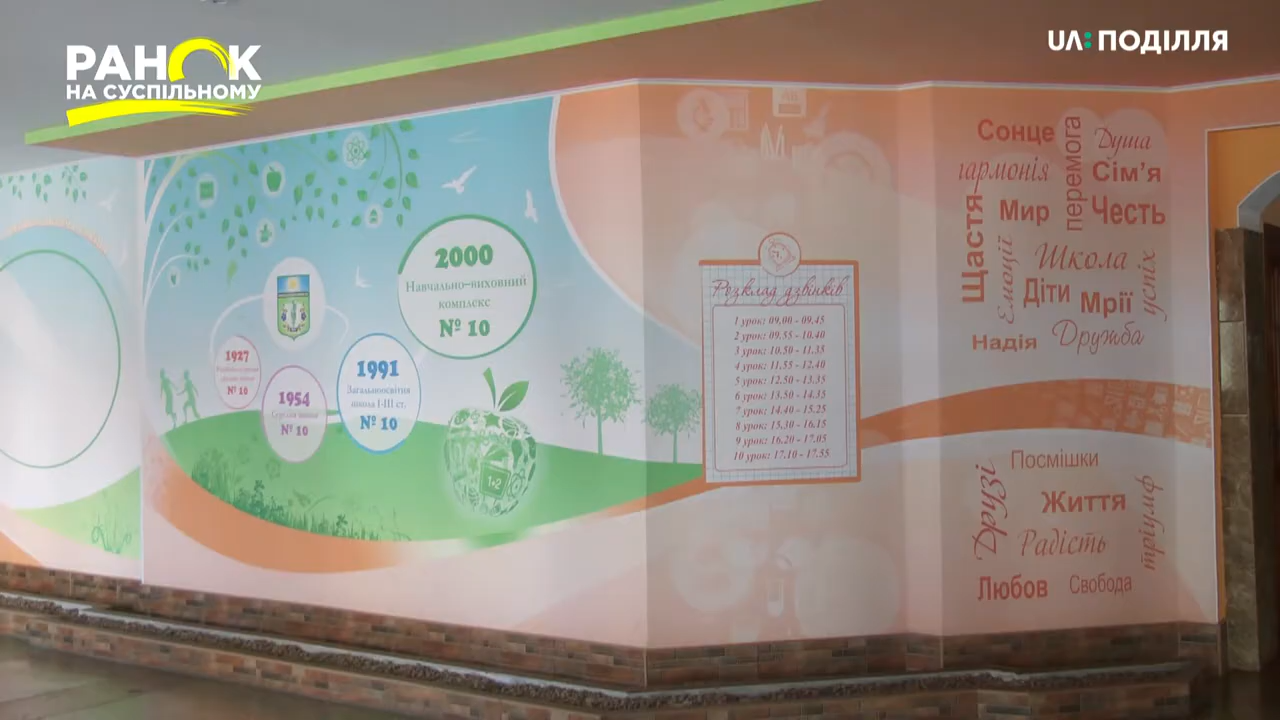 РАНОК
НА СУСПІЛЬНОМУ
UA: ПОДІЛЛЯ
2000
Навчально-виховний
комплекс
№ 10
1927
№ 10
1954
Середня школа
№ 10
1991
Загальноосвітня
школа І-ІІІ ст.
№ 10
1+2
Розклад дзвінків
1 урок: 09.00 - 09.45
2 урок: 09.55 - 10.40
3 урок: 10.50 - 11.35
4 урок: 11.55 - 12.40
5 урок: 12.50 - 13.35
6 урок: 13.50 - 14.35
7 урок: 14.40 - 15.25
8 урок: 15.30 - 16.15
9 урок: 16.20 - 17.05
10 урок: 17.10 - 17.55
Сонце
перемога
Душа
гармонія
Сім’я
Щастя
Мир
Честь
Емоції
Школа
успіх
Діти
Мрії
Надія
Дружба
Друзі
Посмішки
Життя
тріумф
Радість
Любов
Свобода